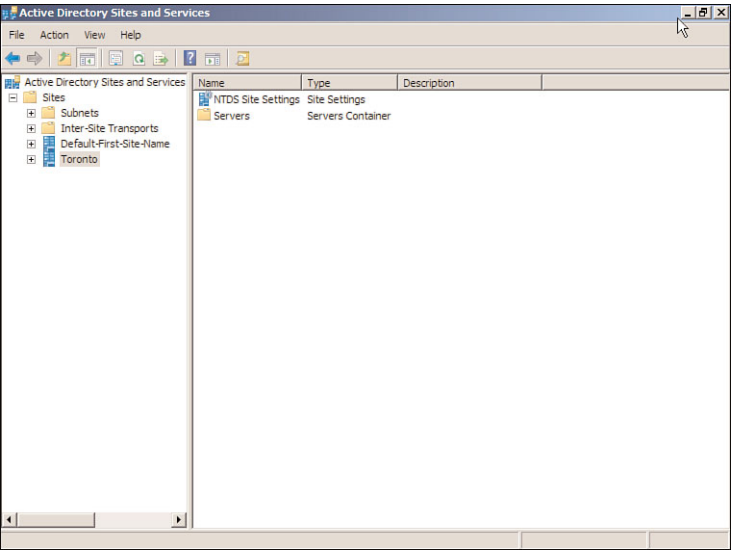 Active Directory Sites and Services
File Action View Help
Active Directory Sites and Services
Sites
Subnets
Inter-Site Transports
Default-First-Site-Name
Toronto
Name Type Description
NTDS Site Settings Site Settings
Servers Servers Container